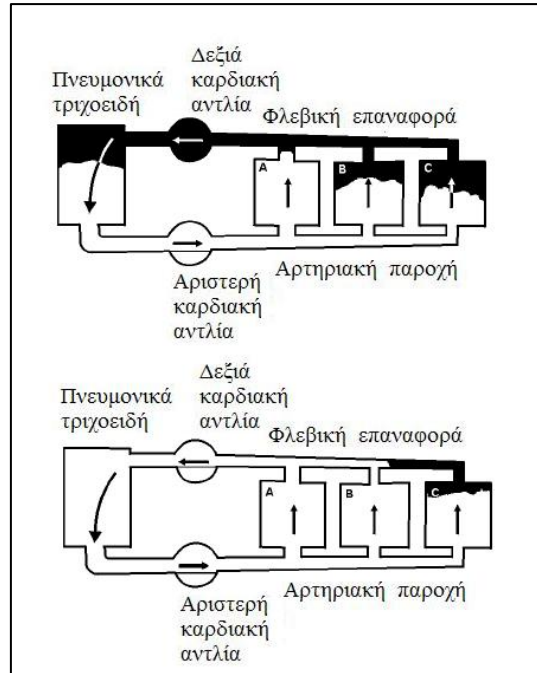 Δεξιά
καρδιακή
αντλία
Πνευμονικά
τριχοειδή
Φλεβική επαναφορά
A
B
C
Αριστερή
καρδιακή
αντλία
Αρτηριακή παροχή
Δεξιά
καρδιακή
αντλία
Πνευμονικά
τριχοειδή
Φλεβική επαναφορά
A
B
C
Αριστερή
καρδιακή
αντλία
Αρτηριακή παροχή